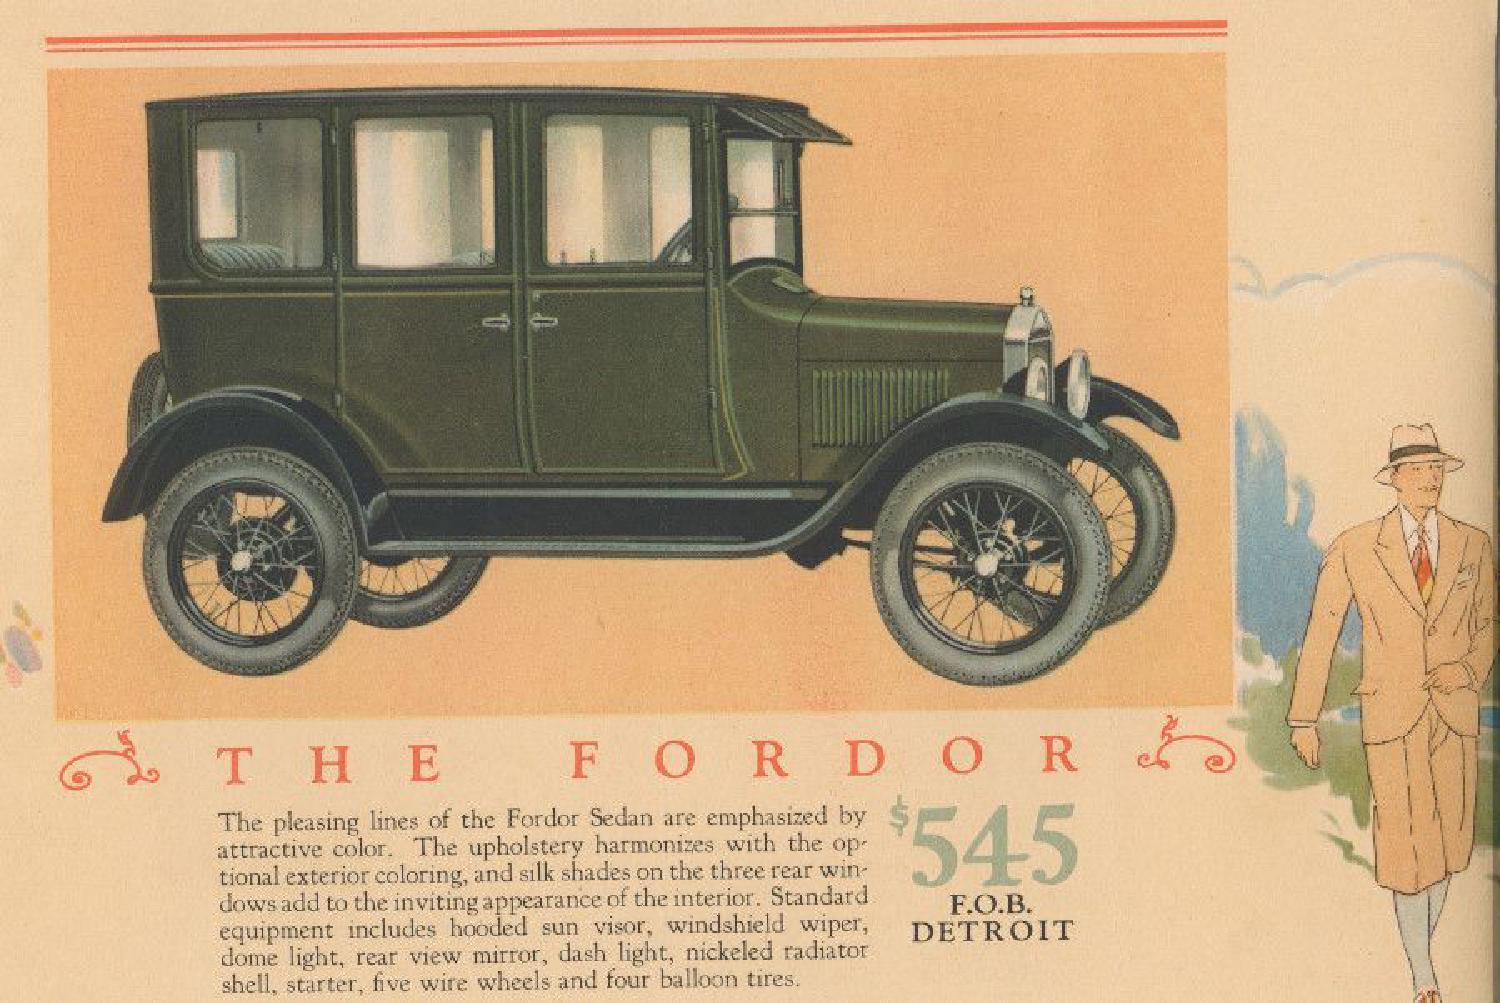 THE FORDOR
The pleasing lines of the Fordor Sedan are emphasized by
attractive color. The upholstery harmonizes with the op-
tional exterior coloring, and silk shades on the three rear win-
dows add to the inviting appearance of the interior. Standard
equipment includes hooded sun visor, windshield wiper,
dome light, rear view mirror, dash light, nickeled radiator
shell, starter, five wire wheels and four balloon tires.
$545
F.O.B.
DETROIT